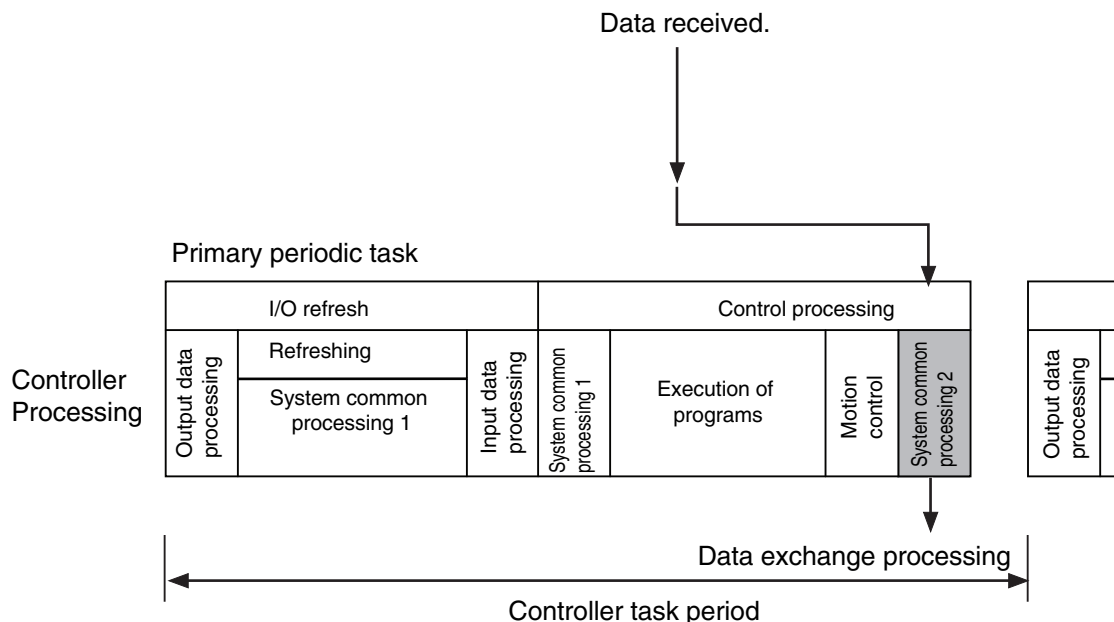 Data received.
Primary periodic task
I/O refresh
Control processing
Controller
Processing
Output data
processing
Refreshing
System common
processing 1
Input data
processing
System common
processing 1
Execution of
programs
Motion
control
System common
processing 2
Output data
processing
Data exchange processing
Controller task period